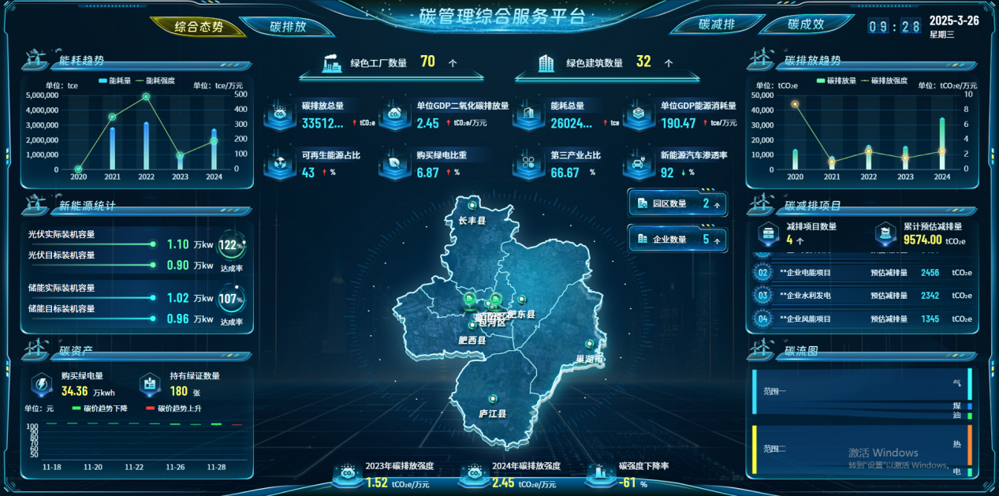 碳管理综合服务平台
综合态势
碳排放
碳减排
碳成效
09:28
2025-3-26
星期三
能耗趋势
单位：tce
能耗量
能耗强度
单位：tce/万元
5,000,000
4,000,000
3,000,000
2,000,000
1,000,000
0
500
400
300
200
100
0
2020 2021 2022 2023 2024
新能源统计
光伏实际装机容量
1.10 万kw
光伏目标装机容量
0.90 万kw
122%
达成率
储能实际装机容量
1.02 万kw
储能目标装机容量
0.96 万kw
107%
达成率
碳资产
购买绿电量
34.36 万kwh
持有绿证数量
180 张
单位：元
碳价趋势下降
碳价趋势上升
100
90
80
70
60
50
11-18 11-20 11-22 11-26 11-28
绿色工厂数量 70 个
绿色建筑数量 32 个
碳排放总量
33512... ↑ tCO₂e
单位GDP二氧化碳排放量
2.45 ↑ tCO₂e/万元
能耗总量
26024... ↑ tce
单位GDP能源消耗量
190.47 ↑ tce/万元
可再生能源占比
43 ↑ %
购买绿电比重
6.87 ↑ %
第三产业占比
66.67 %
新能源汽车渗透率
92 ↓ %
园区数量 2 个
企业数量 5 个
长丰县
肥东县
包河区
肥西县
巢湖市
庐江县
2023年碳排放强度
1.52 tCO₂e/万元
2024年碳排放强度
2.45 tCO₂e/万元
碳强度下降率
-61 %
碳排放趋势
单位：tCO₂e
碳排放量
碳排放强度
单位：tCO₂e/万元
50,000
40,000
30,000
20,000
10,000
0
10
8
6
4
2
0
2020 2021 2022 2023 2024
碳减排项目
减排项目数量
4 个
累计预估减排量
9574.00 tCO₂e
02 **企业电能项目 预估减排量 2456 tCO₂e
03 **企业水利发电 预估减排量 2342 tCO₂e
04 **企业风能项目 预估减排量 1345 tCO₂e
碳流图
范围一
气
煤
油
范围二
热
电
激活 Windows
转到"设置"以激活 Windows。